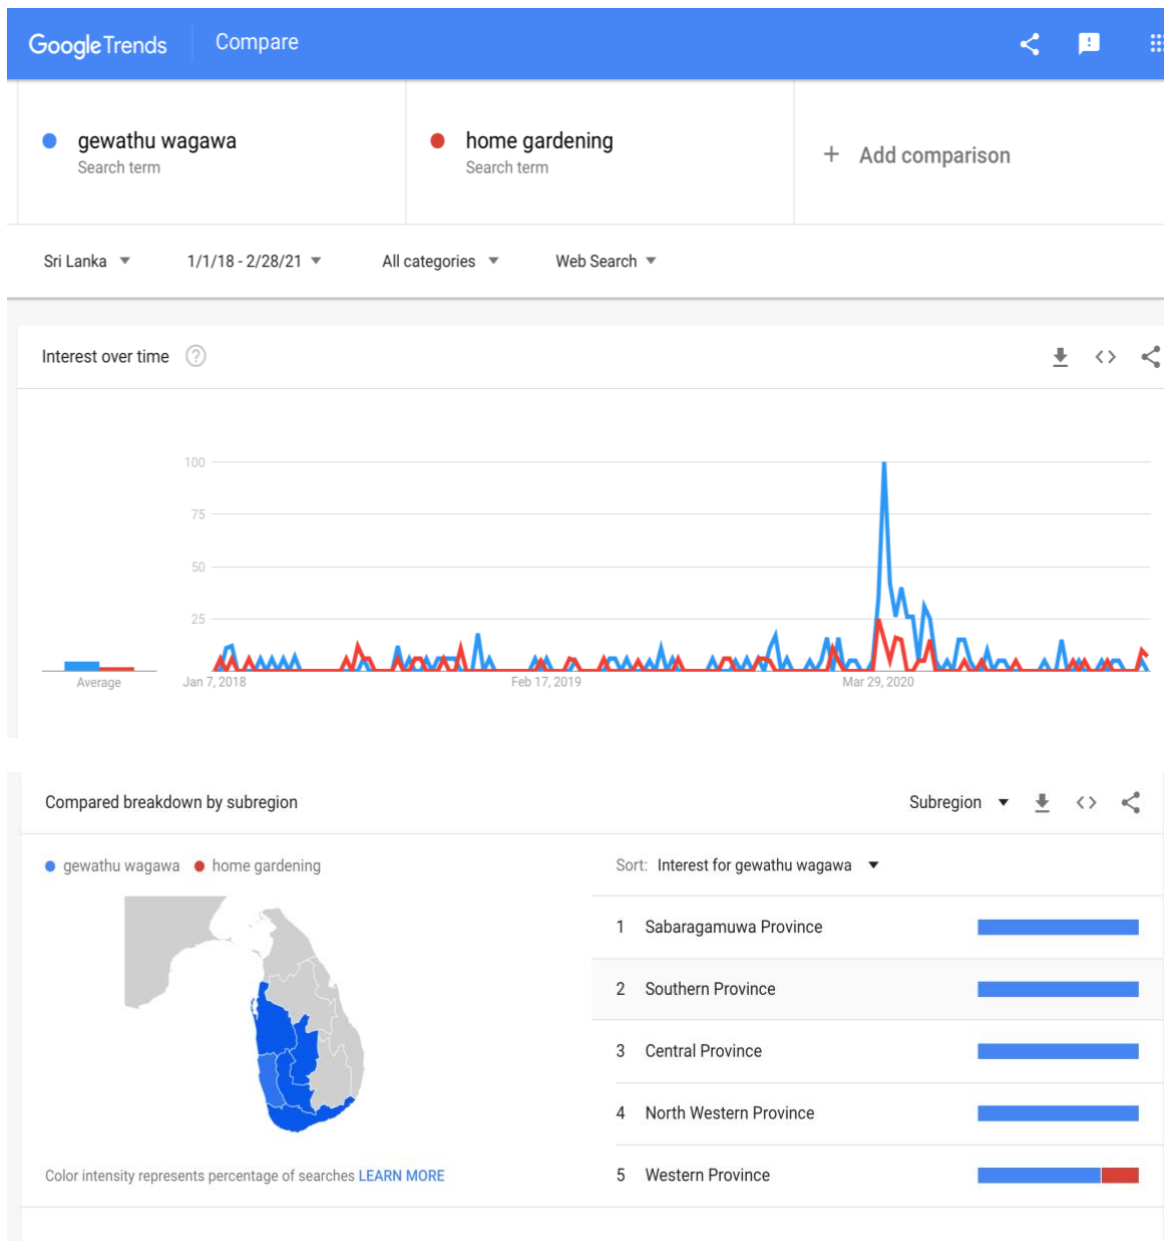 Google Trends Compare
gewathu wagawa
Search term
home gardening
Search term
+ Add comparison
Sri Lanka 1/1/18 - 2/28/21 All categories Web Search
Interest over time ?
100
75
50
25
Average
Jan 7, 2018 Feb 17, 2019 Mar 29, 2020
Compared breakdown by subregion
Subregion
gewathu wagawa home gardening
Sort: Interest for gewathu wagawa
1 Sabaragamuwa Province
2 Southern Province
3 Central Province
4 North Western Province
5 Western Province
Color intensity represents percentage of searches LEARN MORE